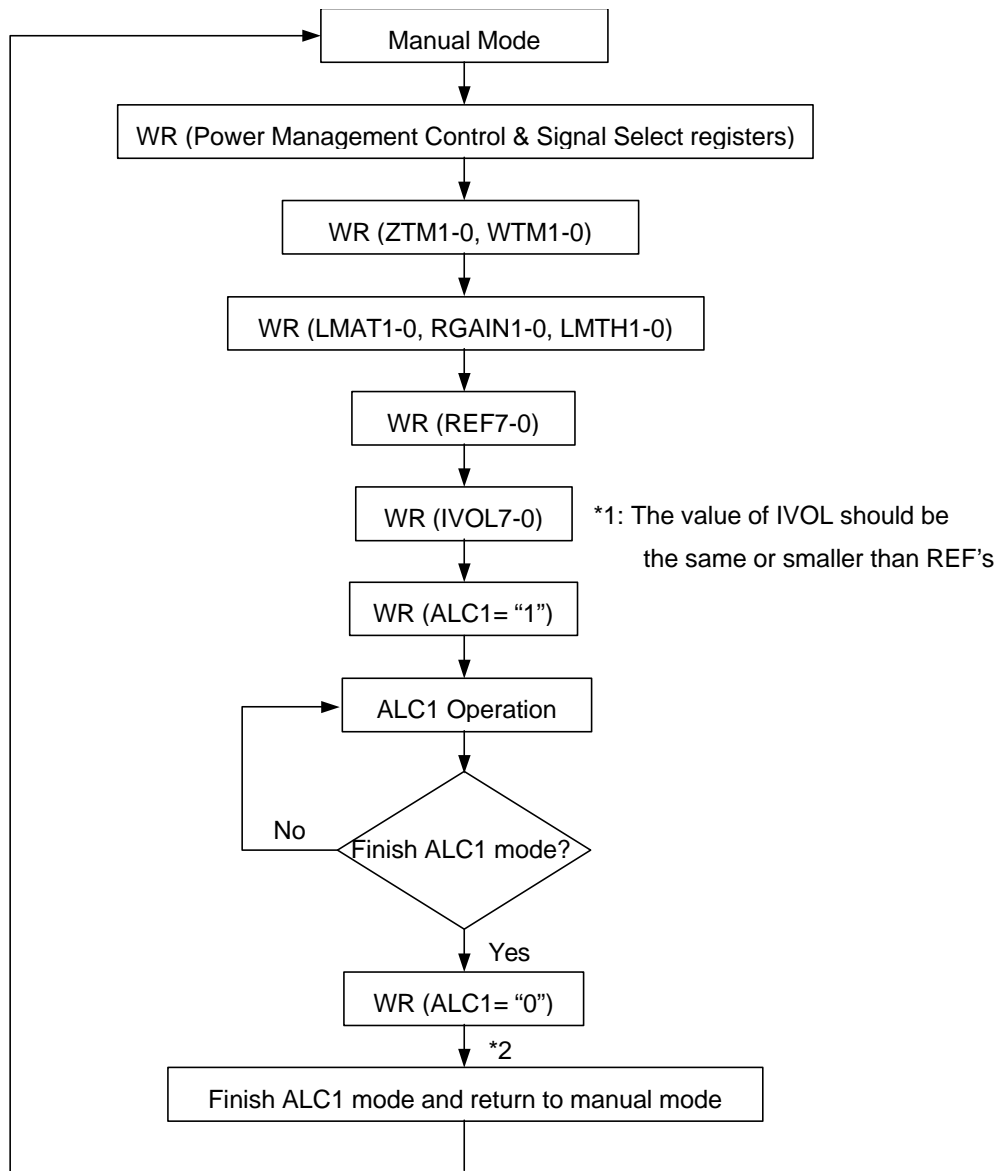 Manual Mode
WR (Power Management Control & Signal Select registers)
WR (ZTM1-0, WTM1-0)
WR (LMAT1-0, RGAIN1-0, LMTH1-0)
WR (REF7-0)
WR (IVOL7-0)
*1: The value of IVOL should be
the same or smaller than REF’s
WR (ALC1= “1”)
ALC1 Operation
No
Finish ALC1 mode?
Yes
WR (ALC1= “0”)
*2
Finish ALC1 mode and return to manual mode